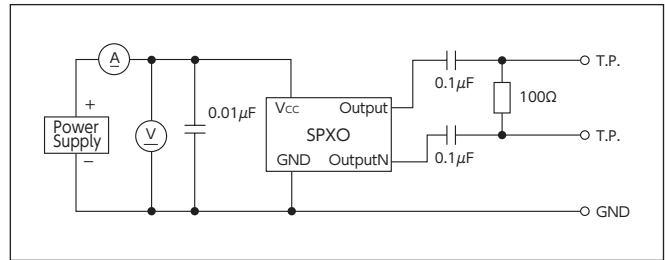 A
T.P.
+
0.01μF
0.1μF
100Ω
Vcc
Output
Power
Supply
V
SPXO
T.P.
−
GND
OutputN
0.1μF
GND